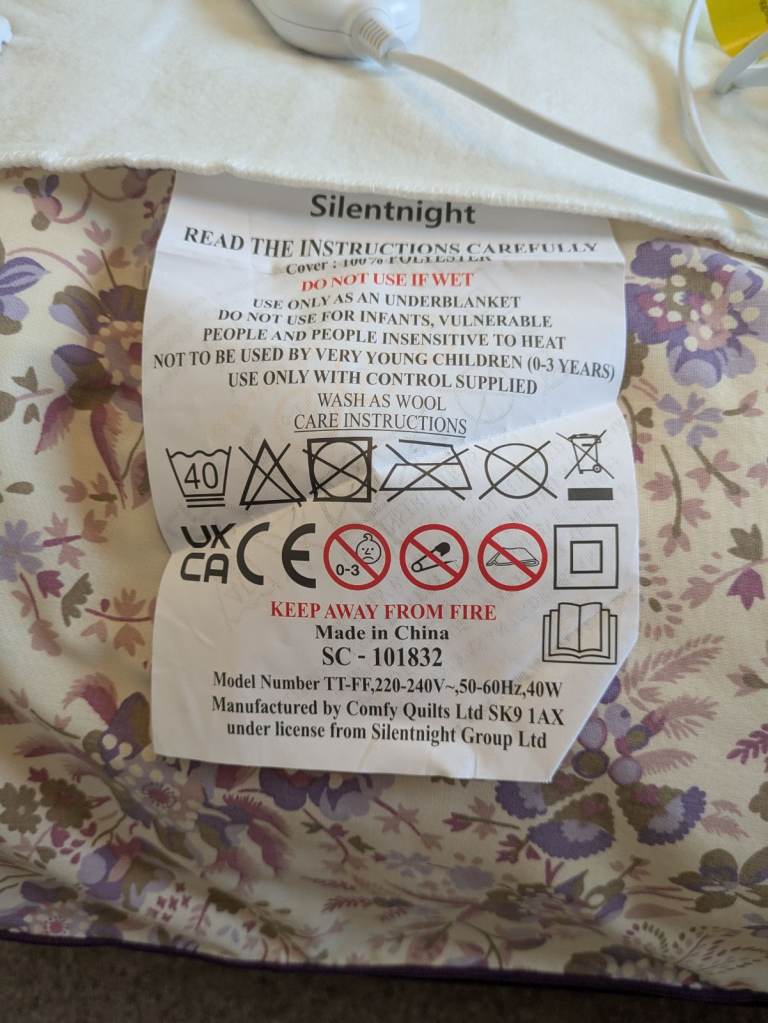 Silentnight
READ THE INSTRUCTIONS CAREFULLY
Cover : 100% POLYESTER
DO NOT USE IF WET
USE ONLY AS AN UNDERBLANKET
DO NOT USE FOR INFANTS, VULNERABLE
PEOPLE AND PEOPLE INSENSITIVE TO HEAT
NOT TO BE USED BY VERY YOUNG CHILDREN (0-3 YEARS)
USE ONLY WITH CONTROL SUPPLIED
WASH AS WOOL
CARE INSTRUCTIONS
40
UK
CA CE 0-3
KEEP AWAY FROM FIRE
Made in China
SC - 101832
Model Number TT-FF,220-240V~,50-60Hz,40W
Manufactured by Comfy Quilts Ltd SK9 1AX
under license from Silentnight Group Ltd